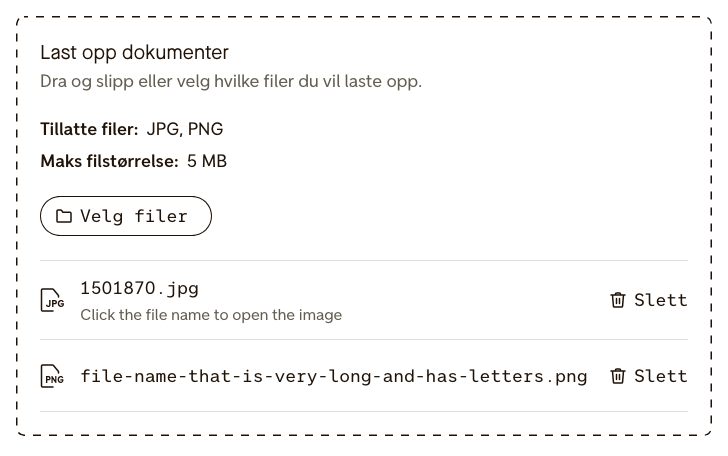 Last opp dokumenter
Dra og slipp eller velg hvilke filer du vil laste opp.
Tillatte filer: JPG, PNG
Maks filstørrelse: 5 MB
Velg filer
JPG 1501870.jpg Slett
Click the file name to open the image
PNG file-name-that-is-very-long-and-has-letters.png Slett